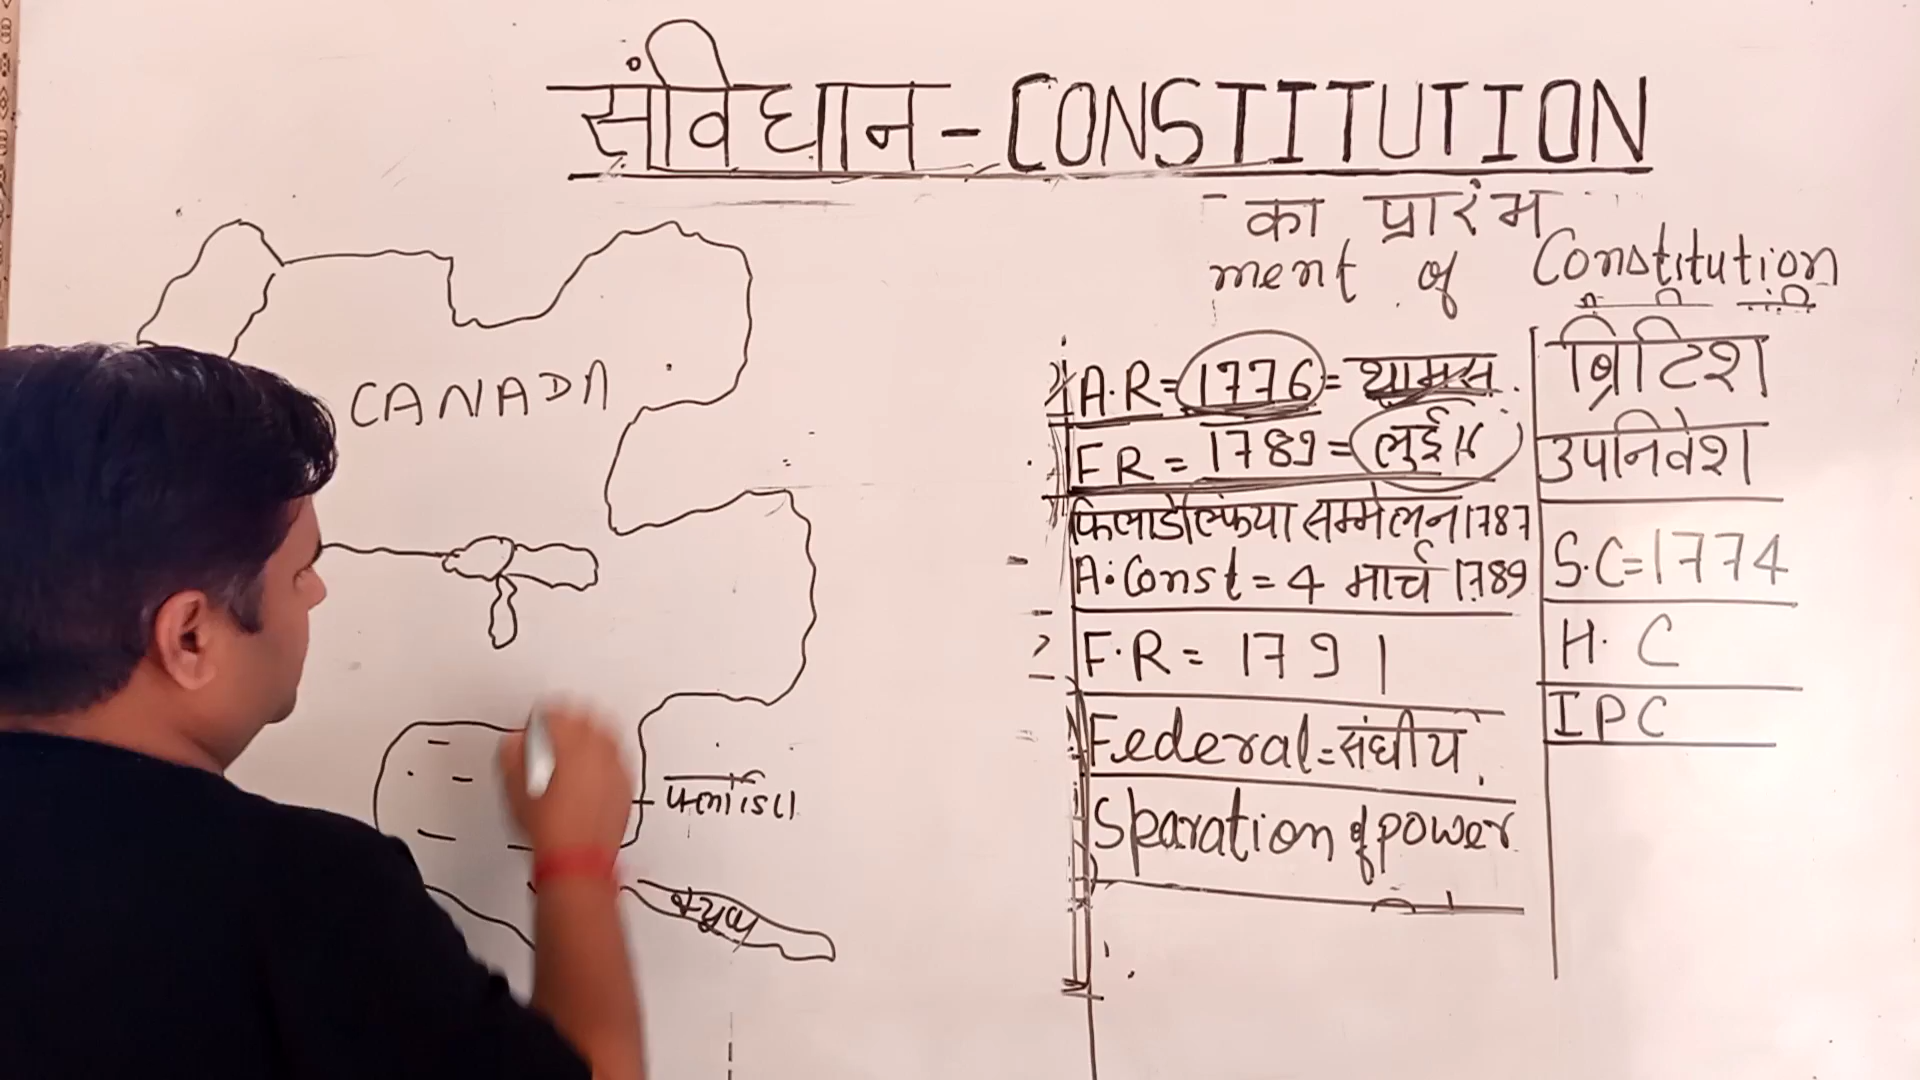 संविधान - CONSTITUTION
का प्रारंभ
ment of Constitution
CANADA
फ्लोरिडा
क्यूबा
A.R = 1776 = थामस.
F R = 1789 = लुई 16
फिलाडेल्फिया सम्मेलन 1787
A. Const = 4 मार्च 1789
F.R = 1791
Federal = संघीय
Sparation of power
ब्रिटिश
उपनिवेश
S.C = 1774
H. C
IPC